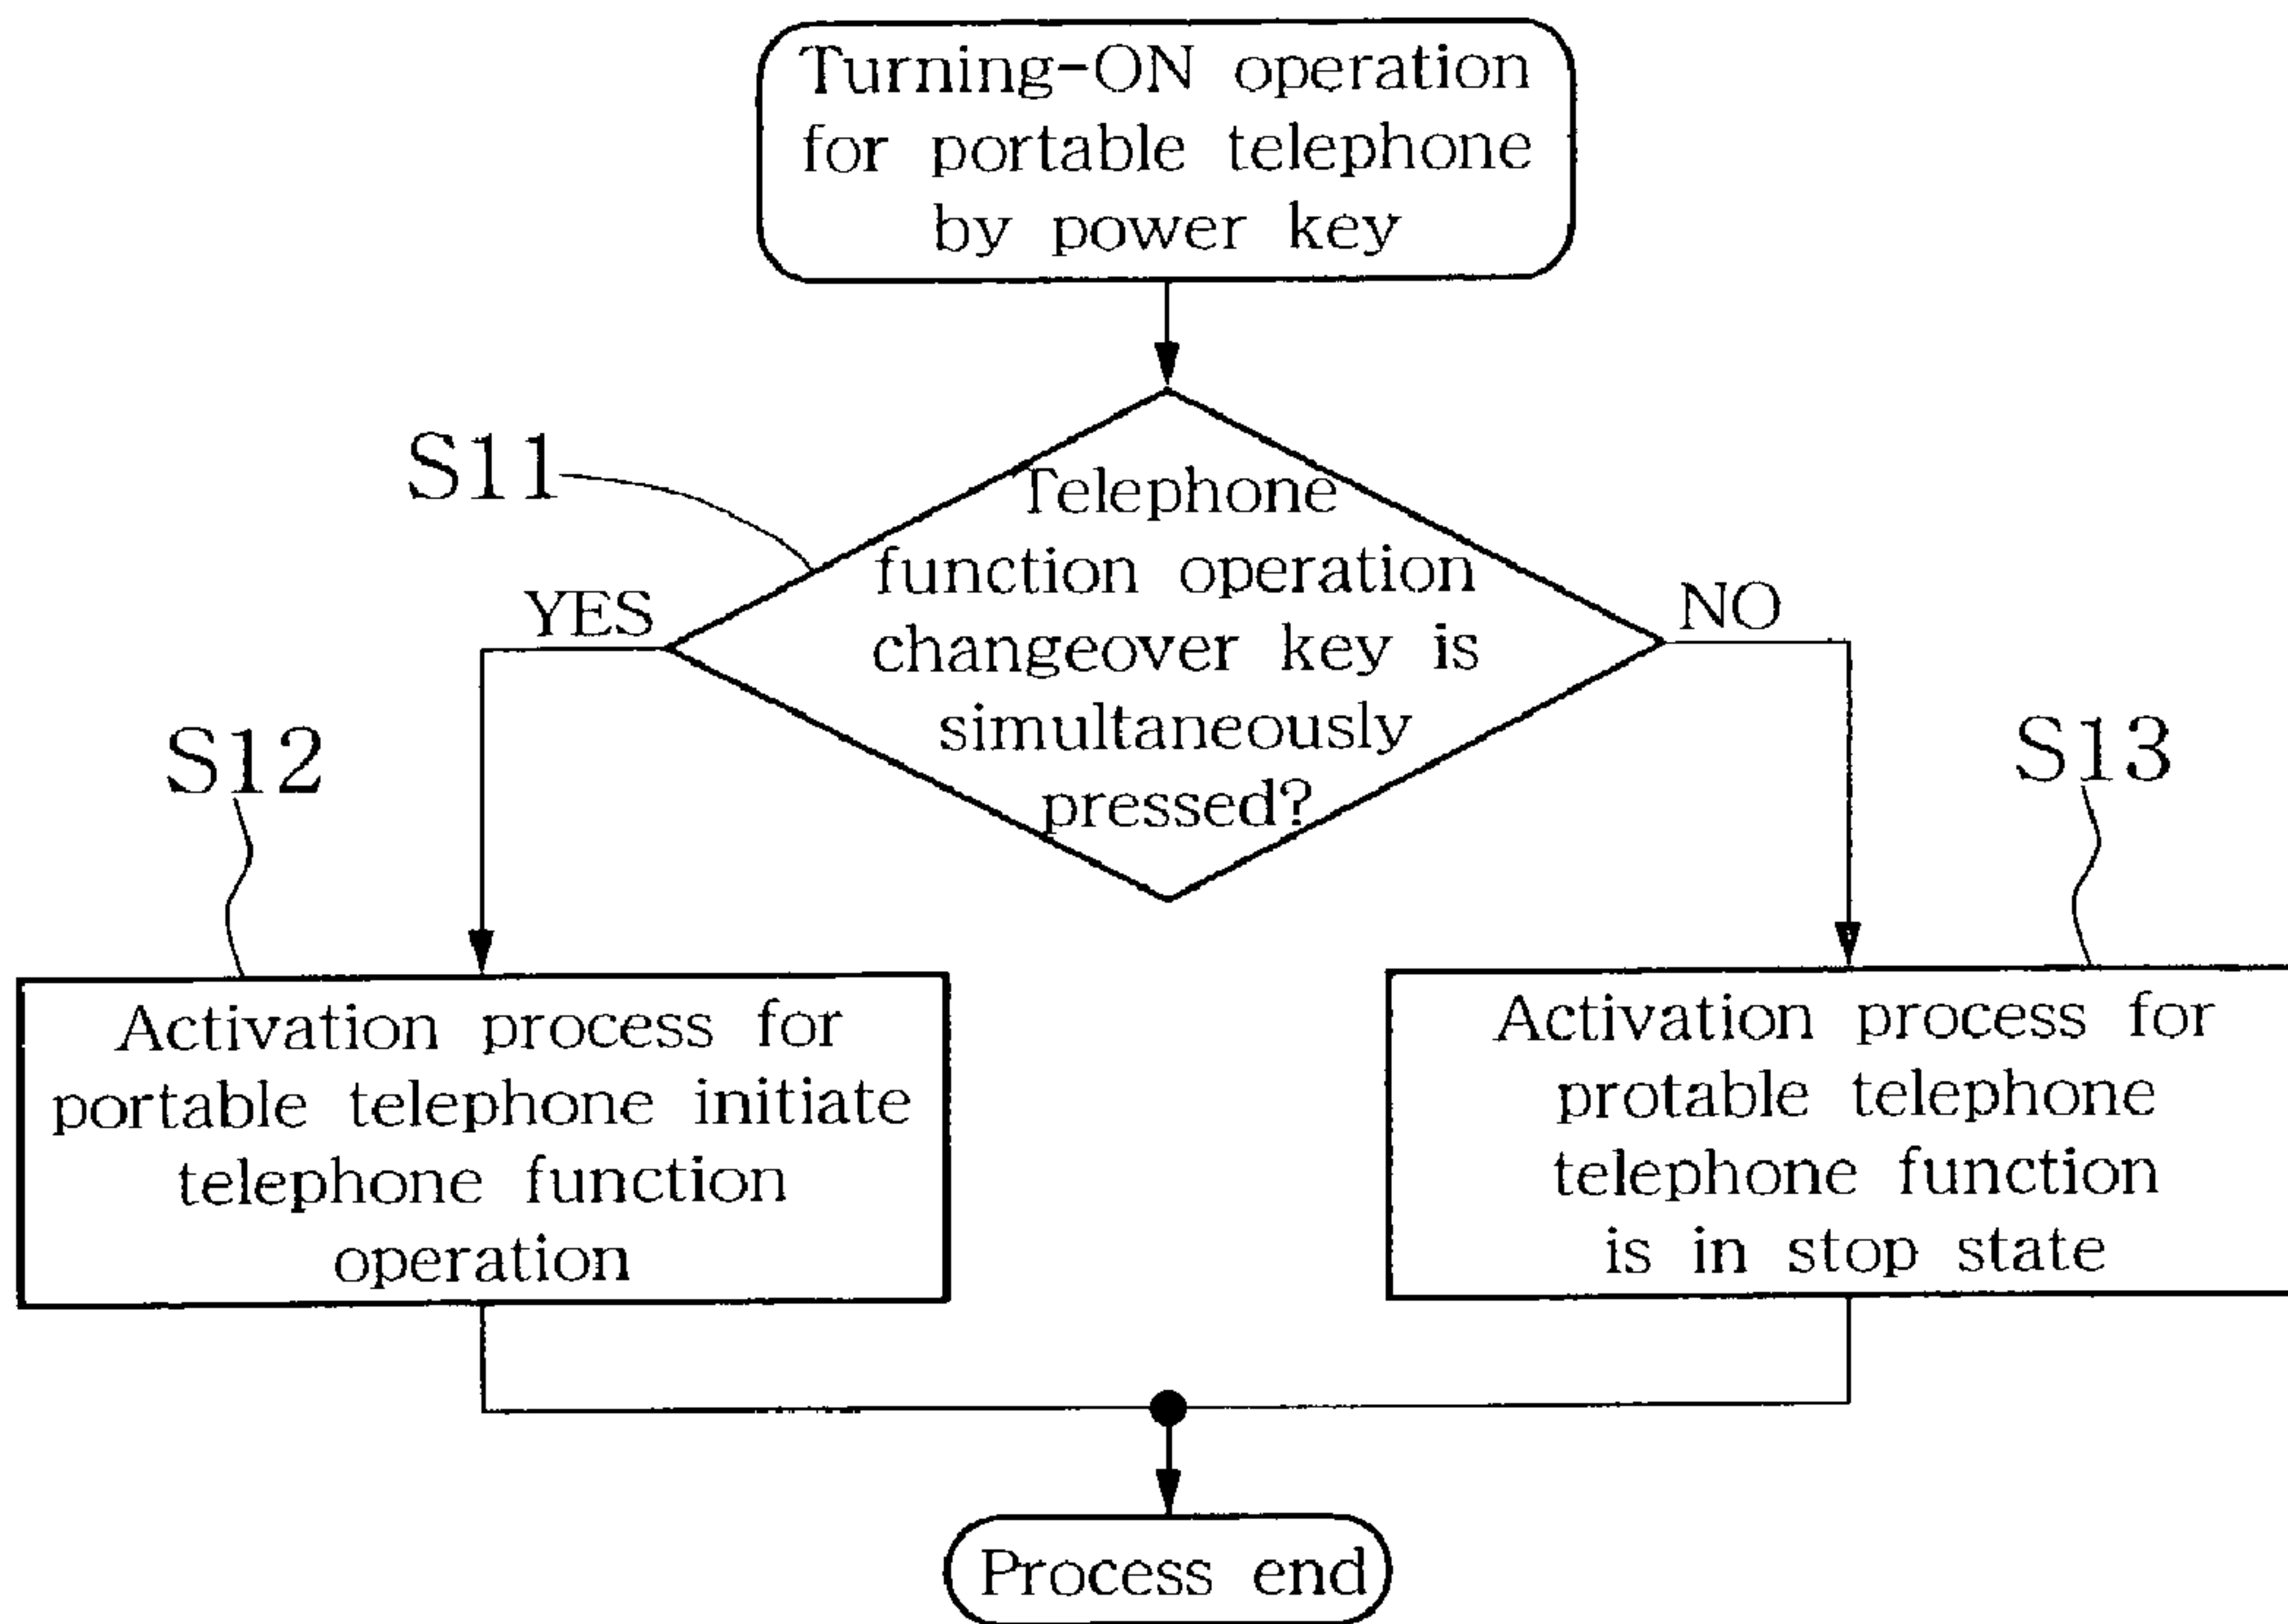 Turning-ON operation
for portable telephone
by power key
S11
Telephone
function operation
changeover key is
simultaneously
pressed?
YES
NO
S12
S13
Activation process for
portable telephone initiate
telephone function
operation
Activation process for
protable telephone
telephone function
is in stop state
Process end